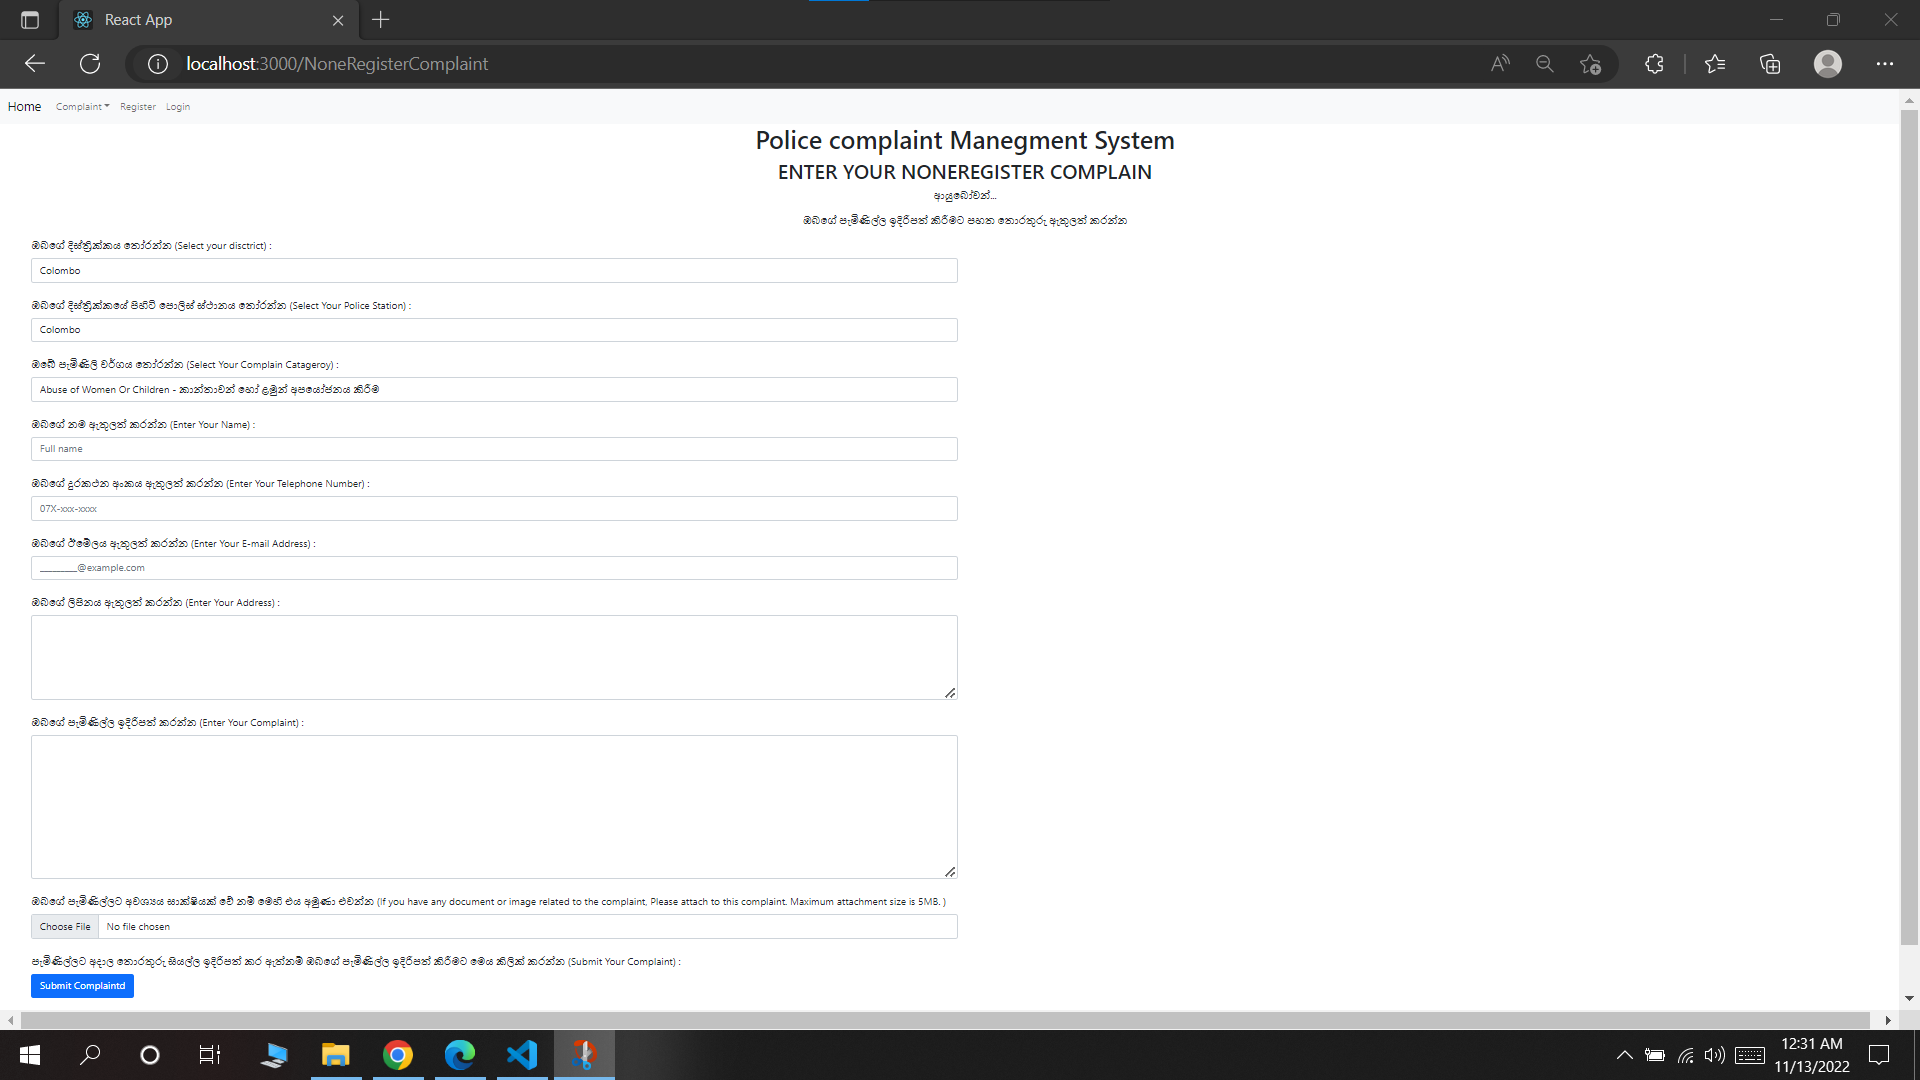 React App
localhost:3000/NoneRegisterComplaint
Home Complaint Register Login
Police complaint Manegment System
ENTER YOUR NONEREGISTER COMPLAIN
ආයුබෝවන්...
ඔබගේ පැමිණිල්ල ඉදිරිපත් කිරීමට පහත තොරතුරු ඇතුලත් කරන්න
ඔබගේ දිස්ත්‍රික්කය තෝරන්න (Select your disctrict) :
Colombo
ඔබගේ දිස්ත්‍රික්කයේ පිහිටි පොලිස් ස්ථානය තෝරන්න (Select Your Police Station) :
Colombo
ඔබේ පැමිණිලි වර්ගය තෝරන්න (Select Your Complain Catageroy) :
Abuse of Women Or Children - කාන්තාවන් හෝ ළමුන් අපයෝජනය කිරීම
ඔබගේ නම ඇතුලත් කරන්න (Enter Your Name) :
Full name
ඔබගේ දුරකථන අංකය ඇතුලත් කරන්න (Enter Your Telephone Number) :
07X-xxx-xxxx
ඔබගේ ඊමේලය ඇතුලත් කරන්න (Enter Your E-mail Address) :
________@example.com
ඔබගේ ලිපිනය ඇතුලත් කරන්න (Enter Your Address) :
ඔබගේ පැමිණිල්ල ඉදිරිපත් කරන්න (Enter Your Complaint) :
ඔබගේ පැමිණිල්ලට අවශ්‍යය සාක්ෂියක් වේ නම් මෙහි එය අමුණා එවන්න (If you have any document or image related to the complaint, Please attach to this complaint. Maximum attachment size is 5MB. )
Choose File No file chosen
පැමිණිල්ලට අදාල තොරතුරු සියල්ල ඉදිරිපත් කර ඇත්නම් ඔබගේ පැමිණිල්ල ඉදිරිපත් කිරීමට මෙය ක්ලික් කරන්න (Submit Your Complaint) :
Submit Complaintd
12:31 AM
11/13/2022